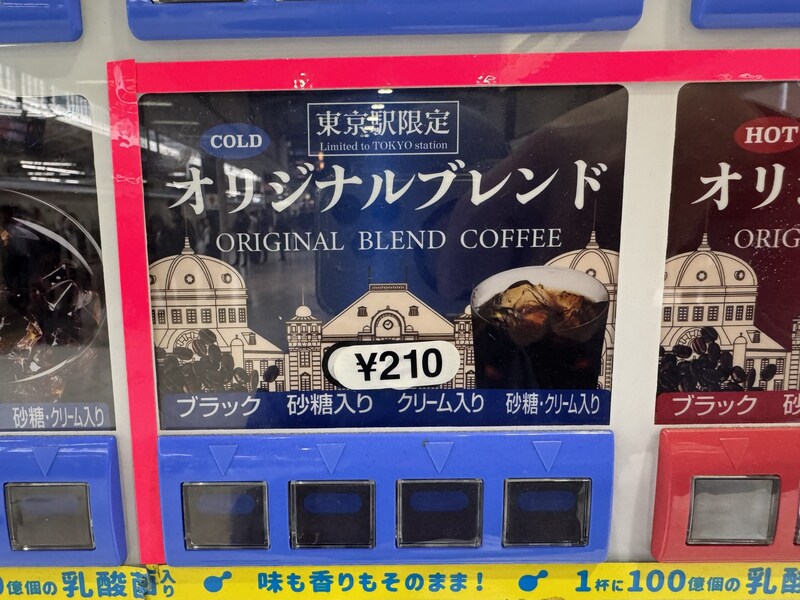 東京駅限定
Limited to TOKYO station
COLD
オリジナルブレンド
ORIGINAL BLEND COFFEE
¥210
ブラック 砂糖入り クリーム入り 砂糖・クリーム入り
砂糖・クリーム入り
HOT
オリ
ORIG
ブラック 砂
億個の乳酸菌入り 味も香りもそのまま! 1杯に100億個の乳酸